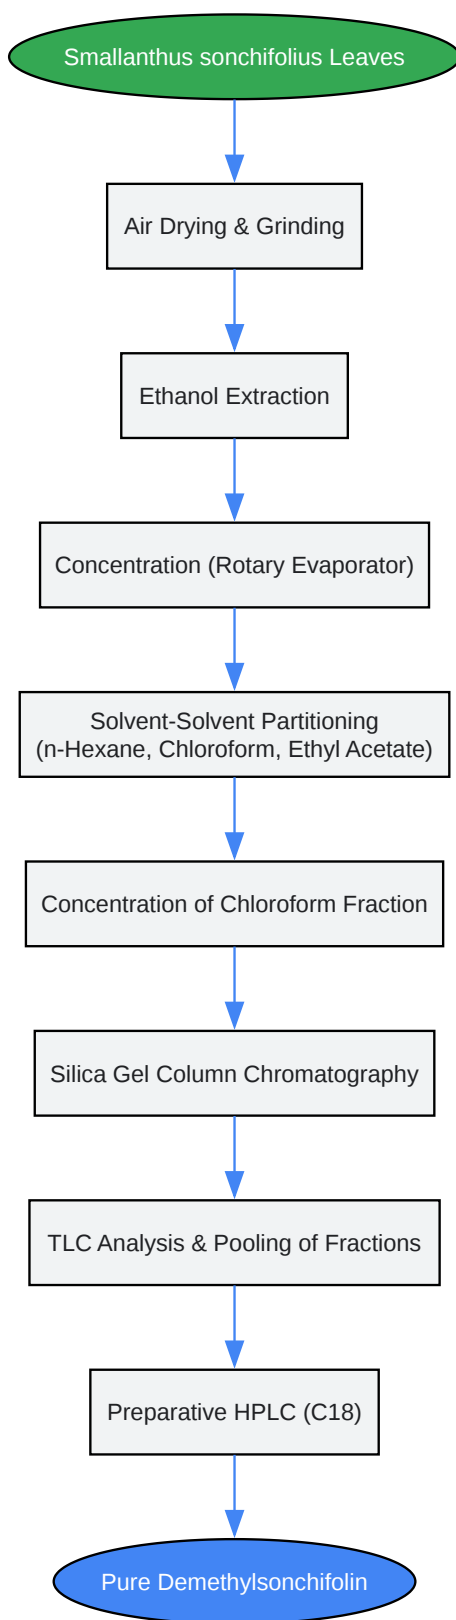 Smallanthus sonchifolius Leaves
Air Drying & Grinding
Ethanol Extraction
Concentration (Rotary Evaporator)
Solvent-Solvent Partitioning
(n-Hexane, Chloroform, Ethyl Acetate)
Concentration of Chloroform Fraction
Silica Gel Column Chromatography
TLC Analysis & Pooling of Fractions
Preparative HPLC (C18)
Pure Demethylsonchifolin